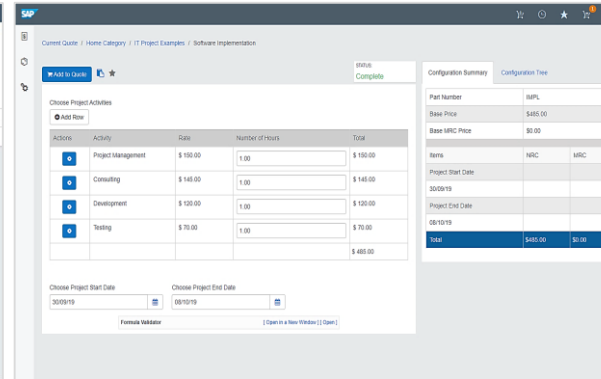 SAP
Current Quote / Home Category / IT Project Examples / Software Implementation
Add to Quote
STATUS
Complete
Choose Project Activities
Add Row
Actions Activity Rate Number of Hours Total
Project Management $ 150.00 1.00 $ 150.00
Consulting $ 145.00 1.00 $ 145.00
Development $ 120.00 1.00 $ 120.00
Testing $ 70.00 1.00 $ 70.00
$ 485.00
Choose Project Start Date Choose Project End Date
30/09/19 08/10/19
Formula Validator [ Open in a New Window ] [ Open ]
Configuration Summary Configuration Tree
Part Number IMPL
Base Price $485.00
Base MRC Price $0.00
Items NRC MRC
Project Start Date
30/09/19
Project End Date
08/10/19
Total $485.00 $0.00